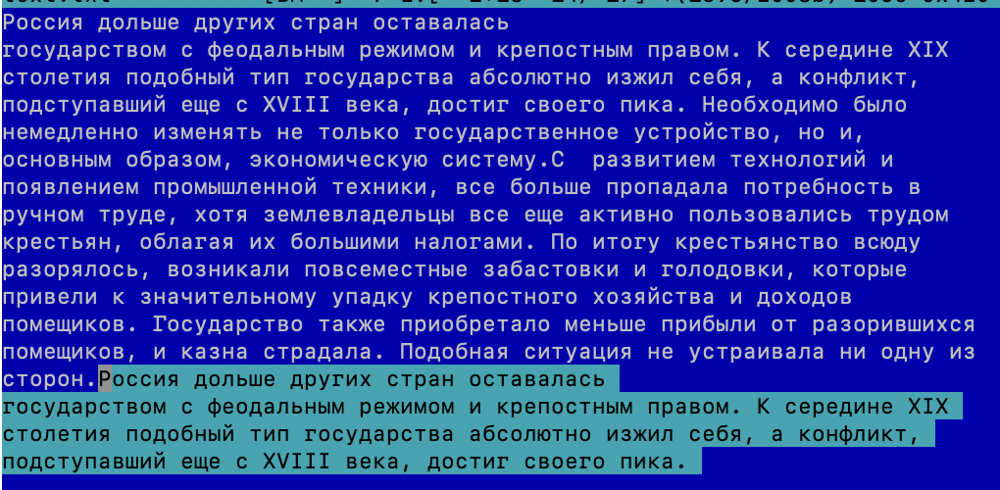 Россия дольше других стран оставалась
государством с феодальным режимом и крепостным правом. К середине XIX
столетия подобный тип государства абсолютно изжил себя, а конфликт,
подступавший еще с XVIII века, достиг своего пика. Необходимо было
немедленно изменять не только государственное устройство, но и,
основным образом, экономическую систему.С  развитием технологий и
появлением промышленной техники, все больше пропадала потребность в
ручном труде, хотя землевладельцы все еще активно пользовались трудом
крестьян, облагая их большими налогами. По итогу крестьянство всюду
разорялось, возникали повсеместные забастовки и голодовки, которые
привели к значительному упадку крепостного хозяйства и доходов
помещиков. Государство также приобретало меньше прибыли от разорившихся
помещиков, и казна страдала. Подобная ситуация не устраивала ни одну из
сторон.Россия дольше других стран оставалась
государством с феодальным режимом и крепостным правом. К середине XIX
столетия подобный тип государства абсолютно изжил себя, а конфликт,
подступавший еще с XVIII века, достиг своего пика.